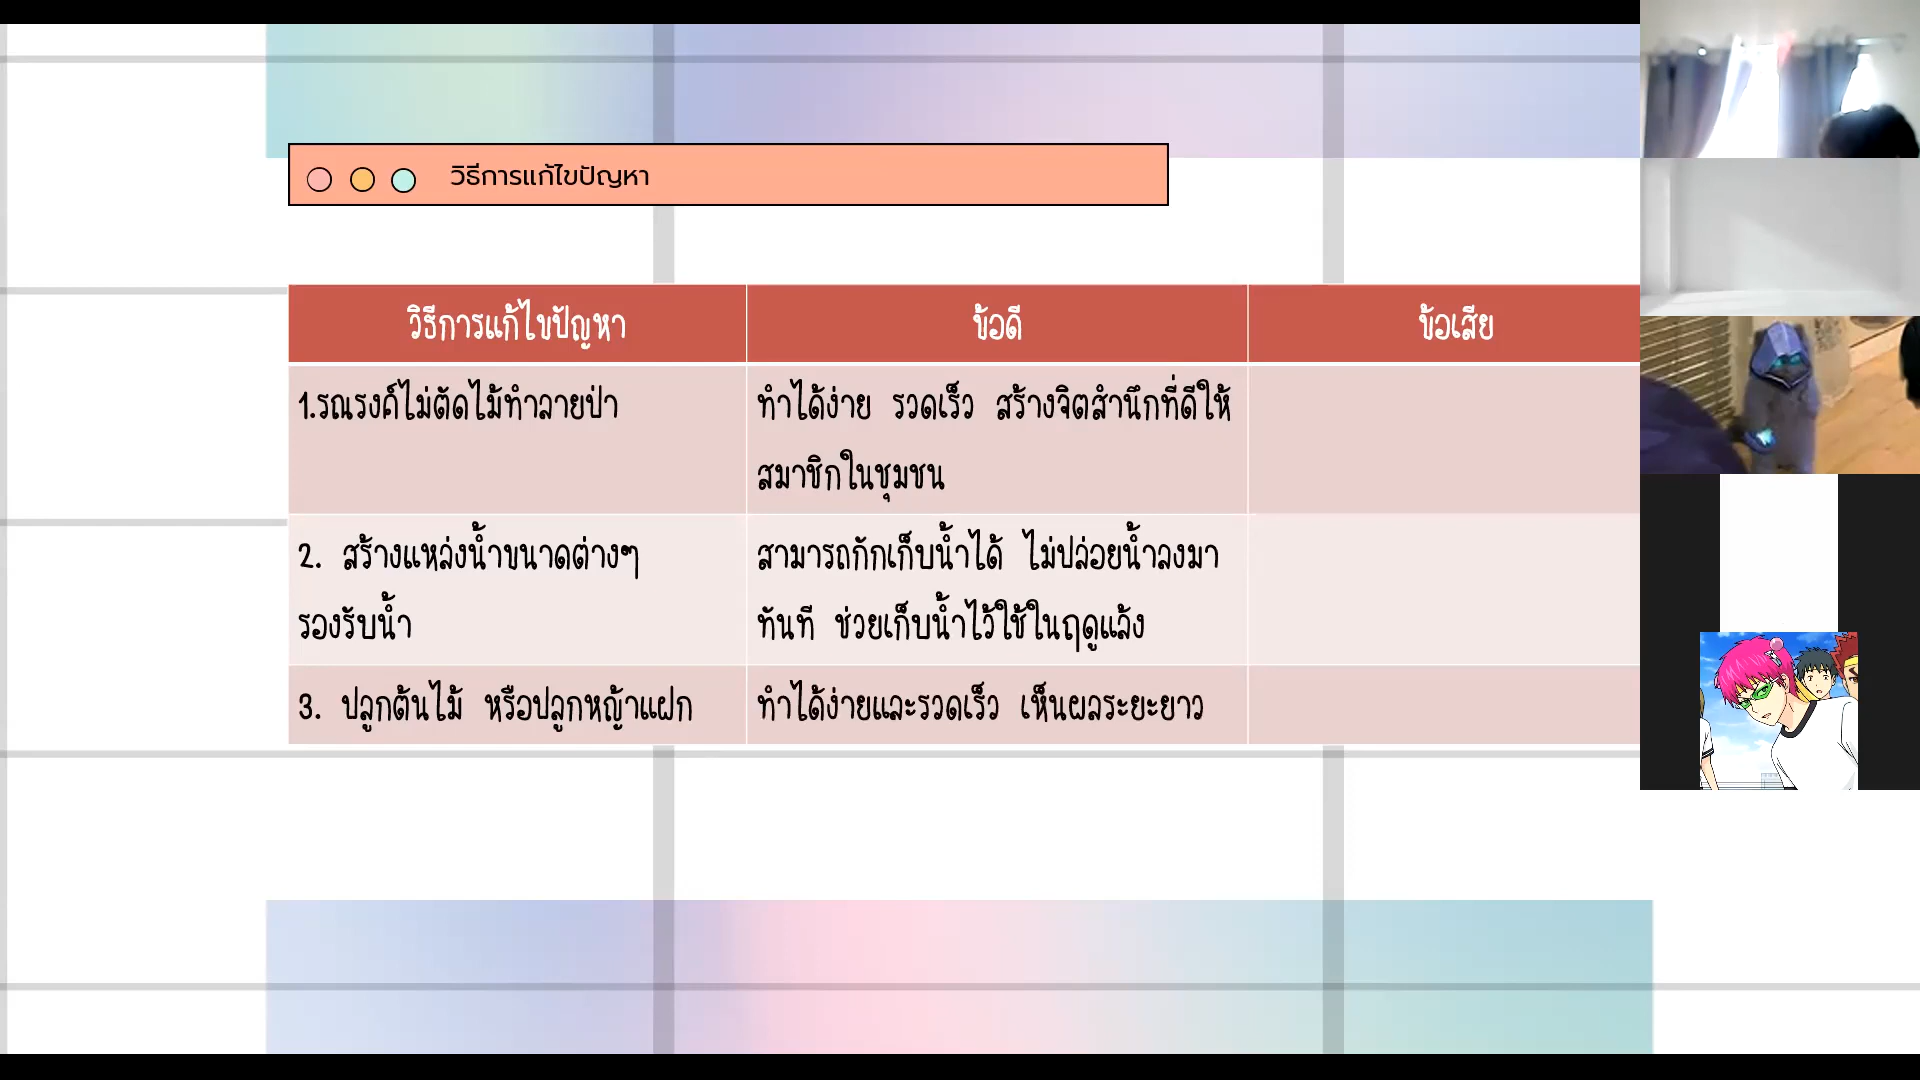 วิธีการแก้ไขปัญหา
วิธีการแก้ไขปัญหา ข้อดี ข้อเสีย
1.รณรงค์ไม่ตัดไม้ทำลายป่า
ทำได้ง่าย รวดเร็ว สร้างจิตสำนึกที่ดีให้
สมาชิกในชุมชน
2. สร้างแหล่งน้ำขนาดต่างๆ
รองรับน้ำ
สามารถกักเก็บน้ำได้ ไม่ปล่อยน้ำลงมา
ทันที ช่วยเก็บน้ำไว้ใช้ในฤดูแล้ง
3. ปลูกต้นไม้ หรือปลูกหญ้าแฝก
ทำได้ง่ายและรวดเร็ว เห็นผลระยะยาว